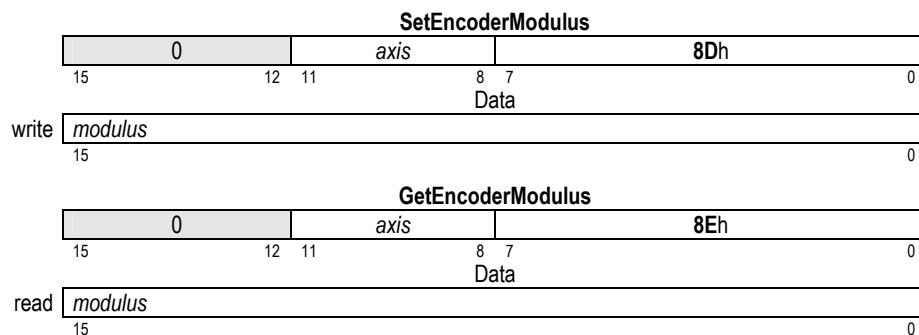 SetEncoderModulus
0 axis 8Dh
15 12 11 8 7 0
Data
write modulus
15 0
GetEncoderModulus
0 axis 8Eh
15 12 11 8 7 0
Data
read modulus
15 0